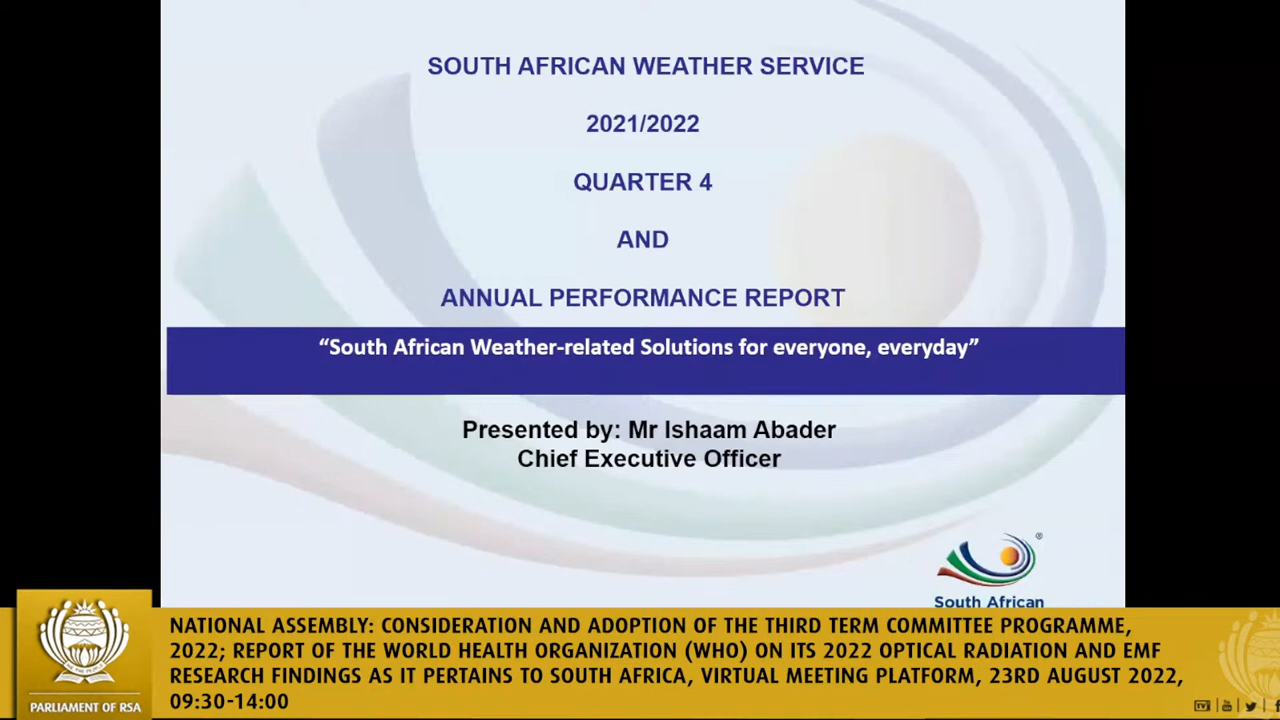 SOUTH AFRICAN WEATHER SERVICE
2021/2022
QUARTER 4
AND
ANNUAL PERFORMANCE REPORT
“South African Weather-related Solutions for everyone, everyday”
Presented by: Mr Ishaam Abader
Chief Executive Officer
®
South African
NATIONAL ASSEMBLY: CONSIDERATION AND ADOPTION OF THE THIRD TERM COMMITTEE PROGRAMME,
2022; REPORT OF THE WORLD HEALTH ORGANIZATION (WHO) ON ITS 2022 OPTICAL RADIATION AND EMF
RESEARCH FINDINGS AS IT PERTAINS TO SOUTH AFRICA, VIRTUAL MEETING PLATFORM, 23RD AUGUST 2022,
09:30-14:00
PARLIAMENT OF RSA